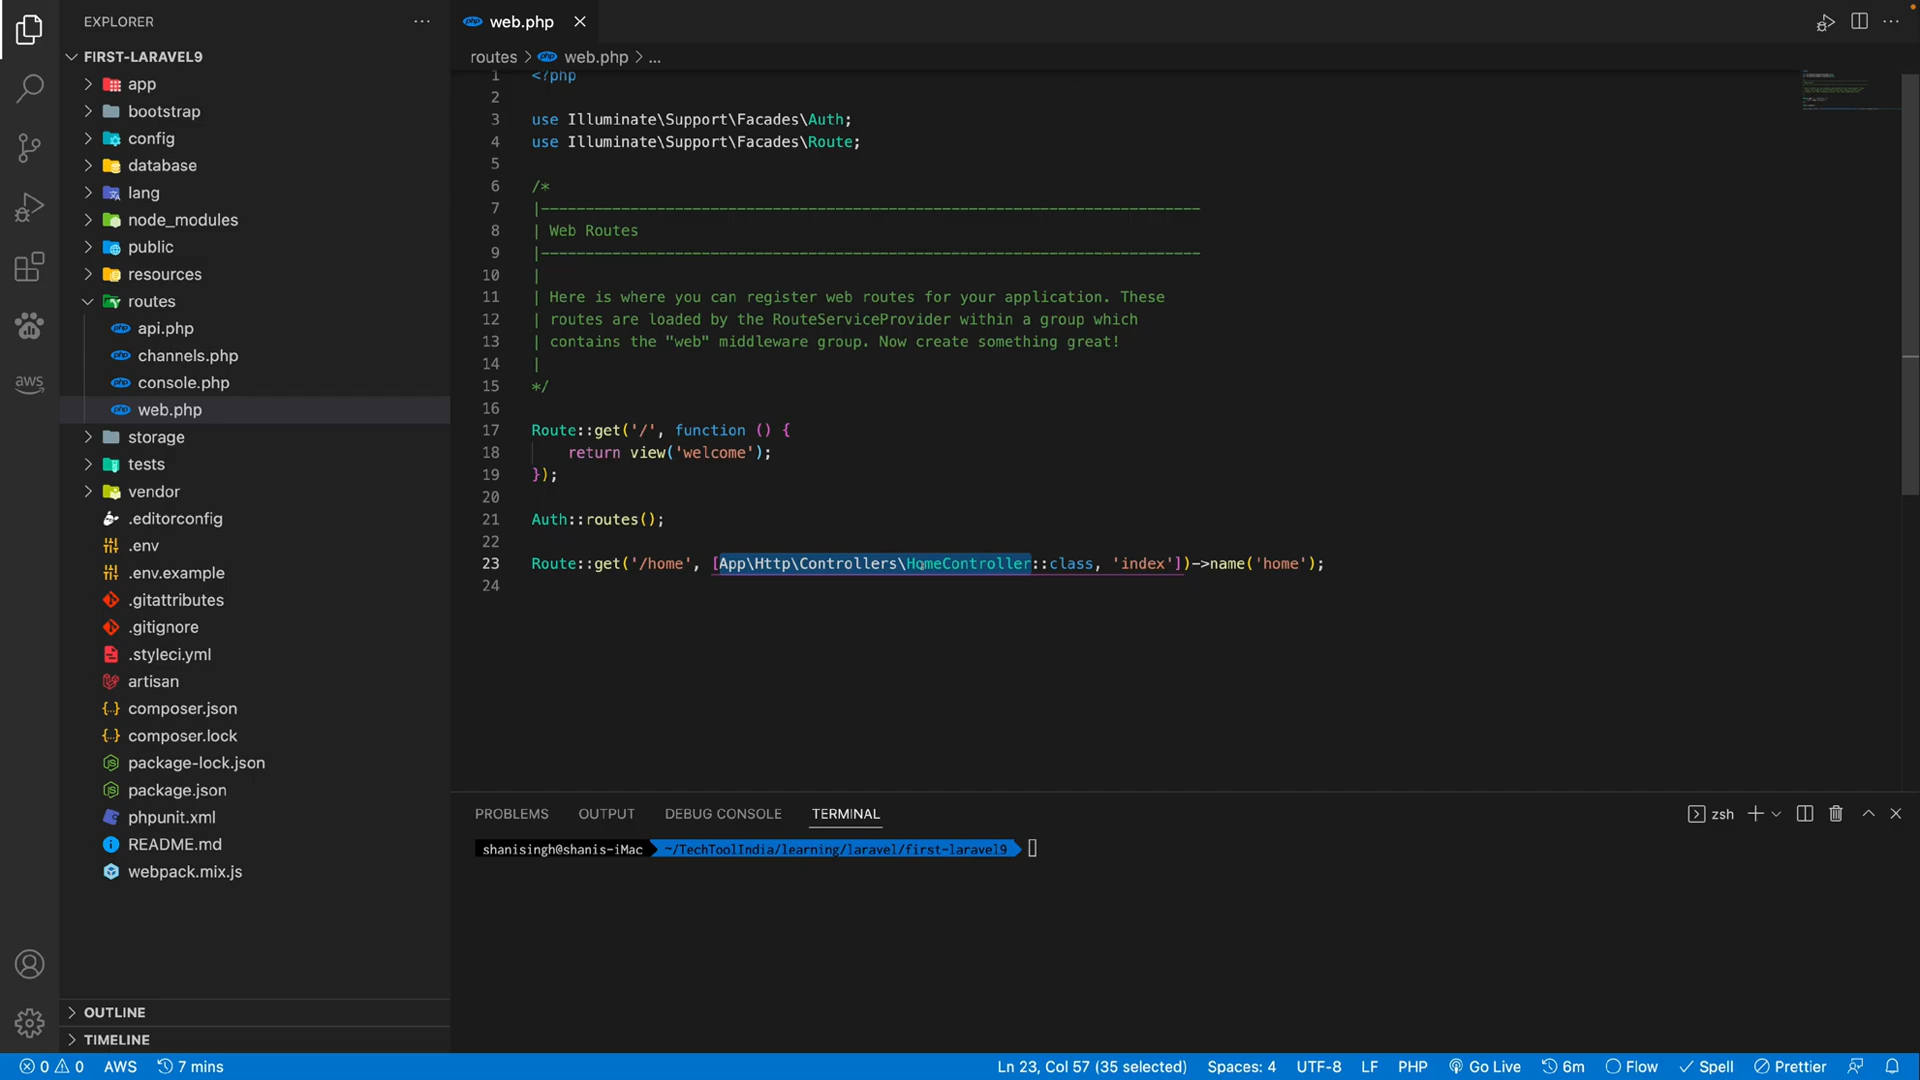 EXPLORER
FIRST-LARAVEL9
app
bootstrap
config
database
lang
node_modules
public
resources
routes
api.php
channels.php
console.php
web.php
storage
tests
vendor
.editorconfig
.env
.env.example
.gitattributes
.gitignore
.styleci.yml
artisan
composer.json
composer.lock
package-lock.json
package.json
phpunit.xml
README.md
webpack.mix.js
OUTLINE
TIMELINE
aws
php web.php
routes > php web.php > ...
1 <?php
2
3 use Illuminate\Support\Facades\Auth;
4 use Illuminate\Support\Facades\Route;
5
6 /*
7 |--------------------------------------------------------------------------
8 | Web Routes
9 |--------------------------------------------------------------------------
10 |
11 | Here is where you can register web routes for your application. These
12 | routes are loaded by the RouteServiceProvider within a group which
13 | contains the "web" middleware group. Now create something great!
14 |
15 */
16
17 Route::get('/', function () {
18     return view('welcome');
19 });
20
21 Auth::routes();
22
23 Route::get('/home', [App\Http\Controllers\HomeController::class, 'index'])->name('home');
24
PROBLEMS OUTPUT DEBUG CONSOLE TERMINAL zsh
shanisingh@shanis-iMac ~/TechToolIndia/learning/laravel/first-laravel9
0 0 AWS 7 mins Ln 23, Col 57 (35 selected) Spaces: 4 UTF-8 LF PHP Go Live 6m Flow Spell Prettier